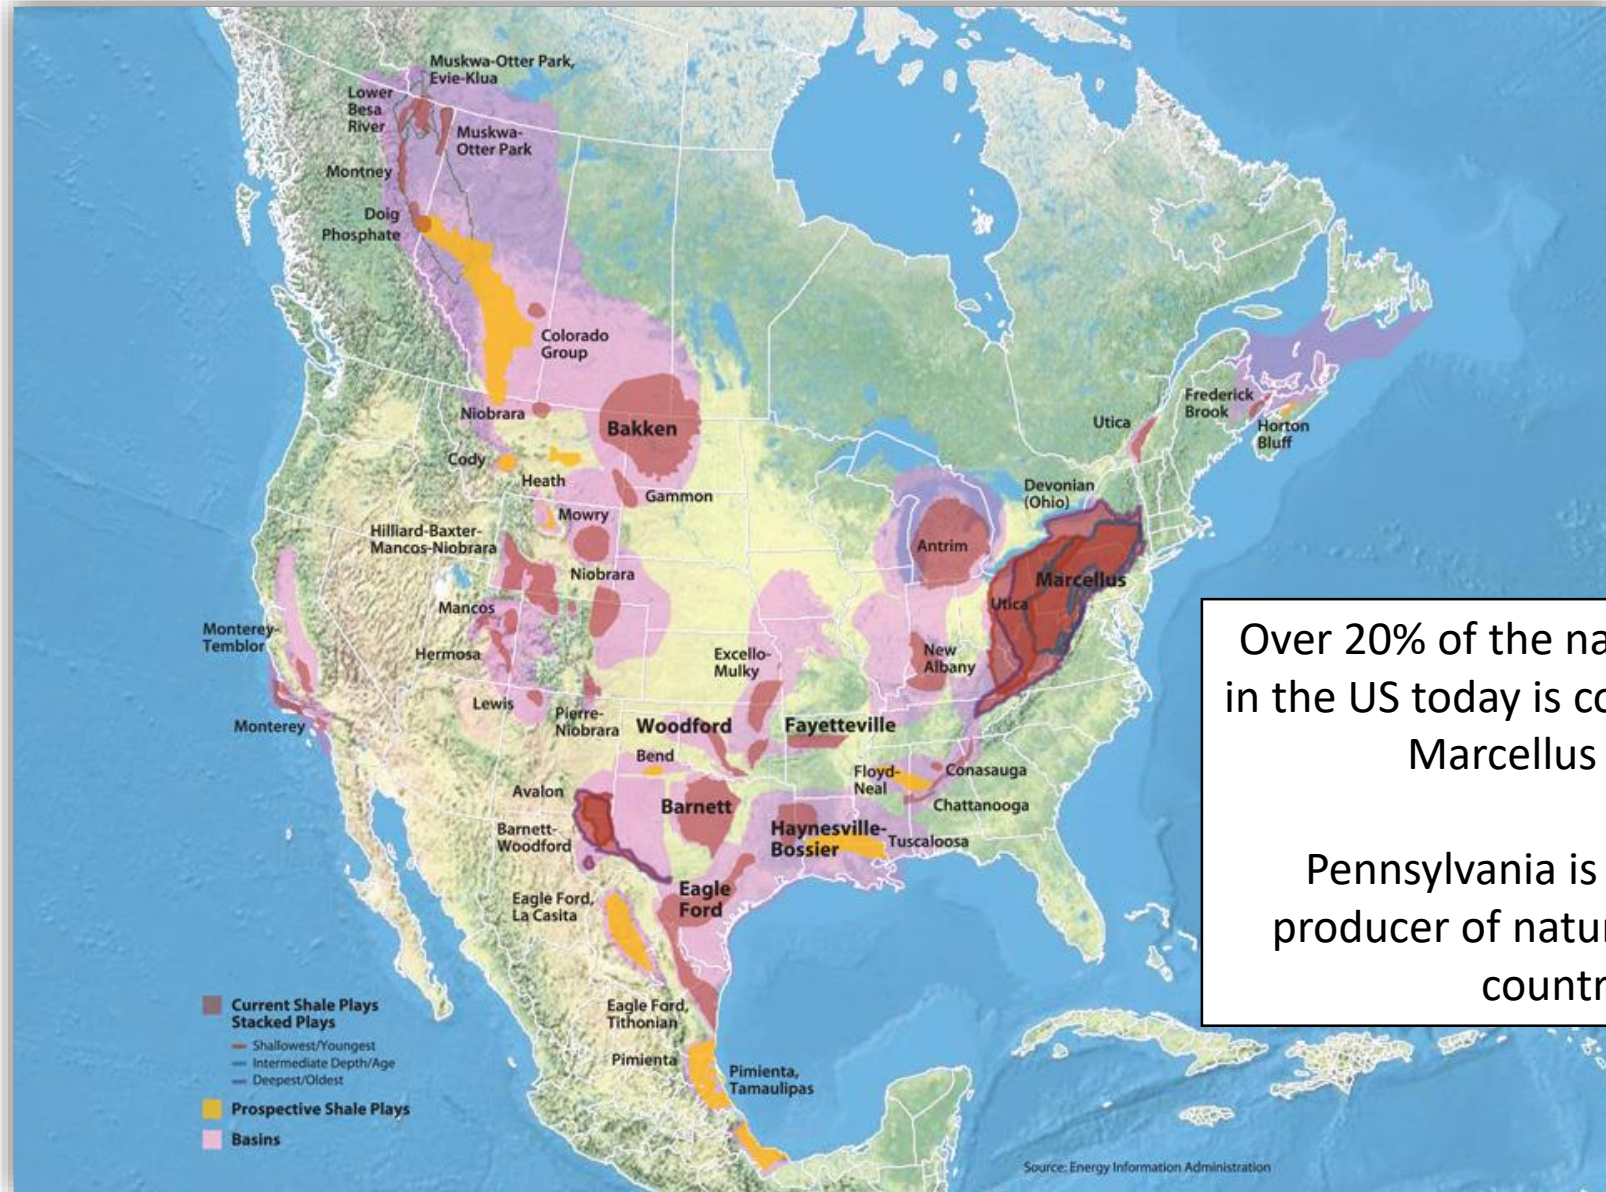 Muskwa-Otter Park,
Evie-Klua
Lower
Besa
River
Muskwa-
Otter Park
Montney
Doig
Phosphate
Colorado
Group
Niobrara
Bakken
Cody
Heath
Gammon
Mowry
Hilliard-Baxter-
Mancos-Niobrara
Niobrara
Mancos
Monterey-
Temblor
Hermosa
Excello-
Mulky
Lewis
Monterey
Pierre-
Niobrara
Woodford
Fayetteville
Bend
Avalon
Barnett
Barnett-
Woodford
Floyd-
Neal
Conasauga
Chattanooga
Haynesville-
Bossier
Tuscaloosa
Eagle
Ford
Eagle Ford,
La Casita
Eagle Ford,
Tithonian
Pimienta
Pimienta,
Tamaulipas
Frederick
Brook
Horton
Bluff
Utica
Devonian
(Ohio)
Antrim
Marcellus
Utica
New
Albany
Over 20% of the na
in the US today is co
Marcellus
Pennsylvania is
producer of natur
countr
Current Shale Plays
Stacked Plays
Shallowest/Youngest
Intermediate Depth/Age
Deepest/Oldest
Prospective Shale Plays
Basins
Source: Energy Information Administration